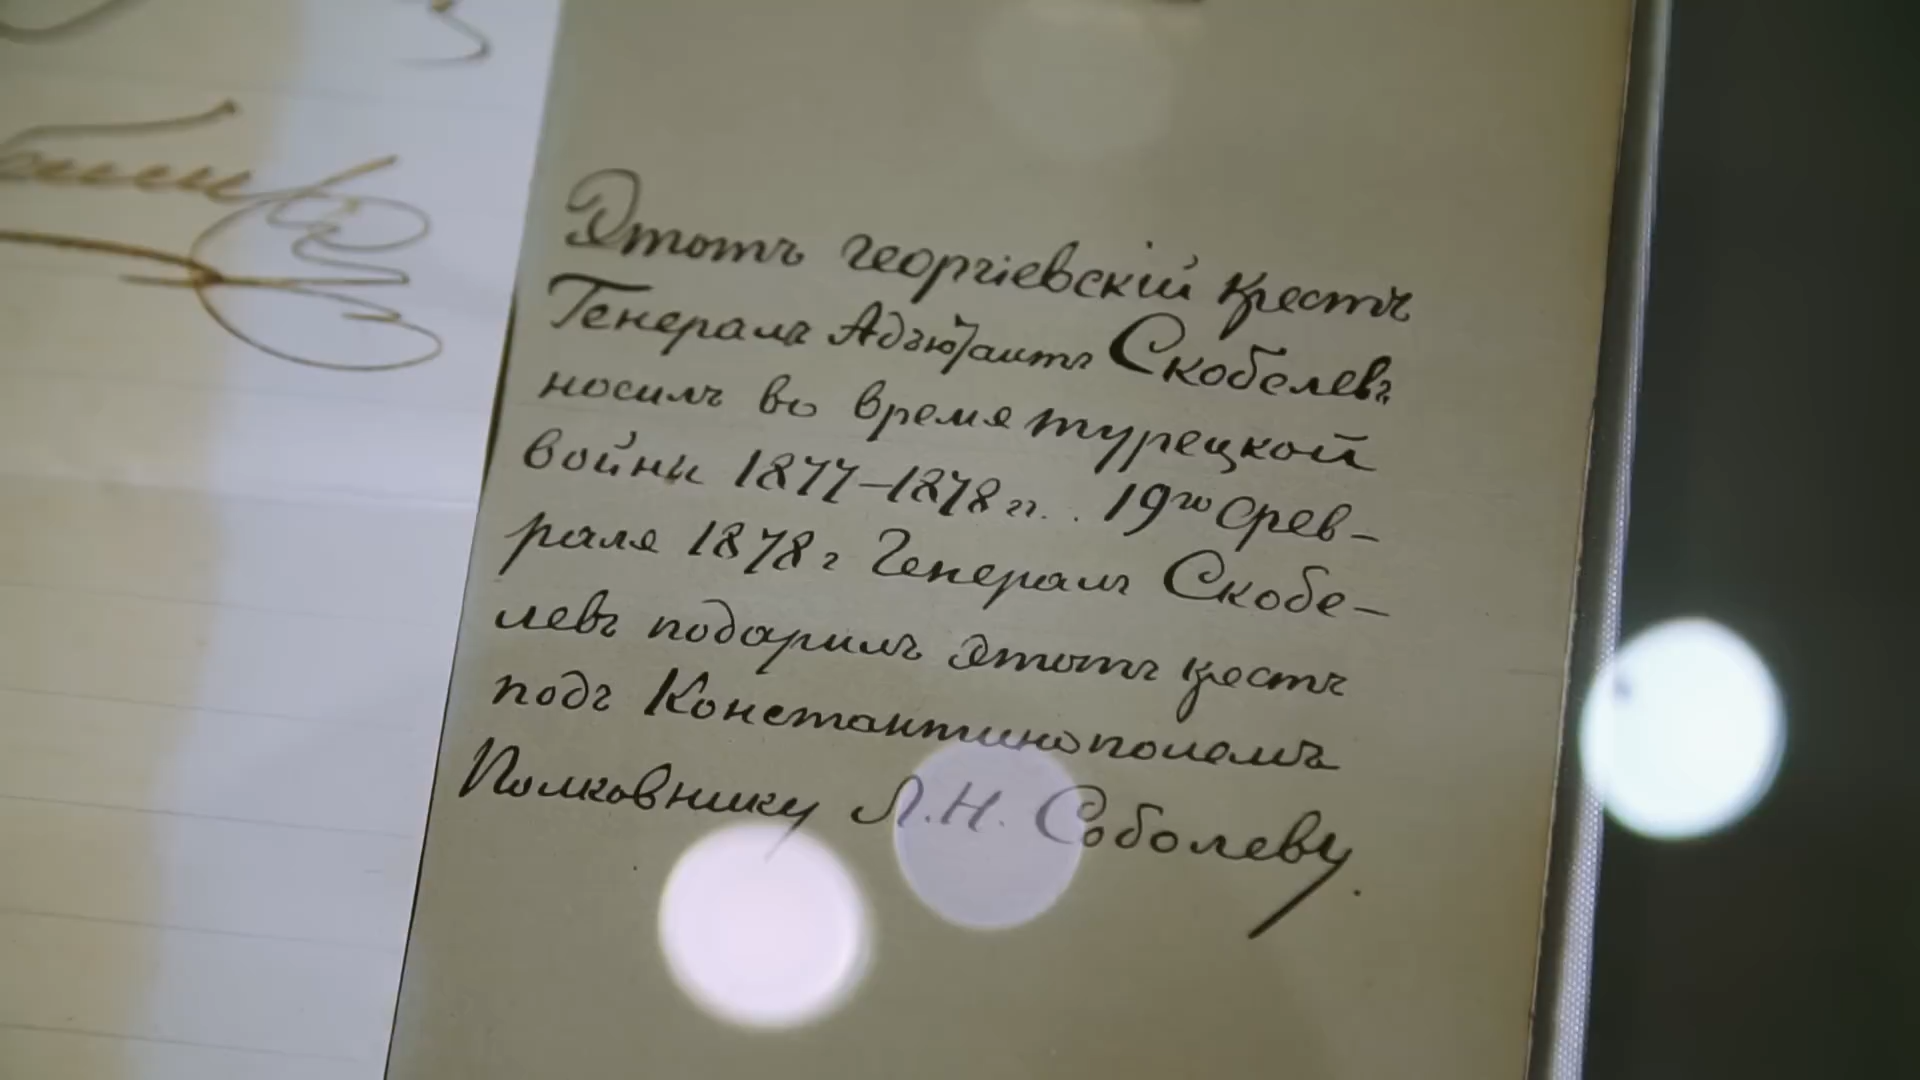 Этотъ георгіевскій крестъ
Генералъ Адъютантъ Скобелевъ
носилъ во время турецкой
войны 1877–1878 гг. 19го фев-
раля 1878 г Генералъ Скобе-
левъ подарилъ этотъ крестъ
подъ Константинополемъ
Полковнику Л.Н. Соболеву.